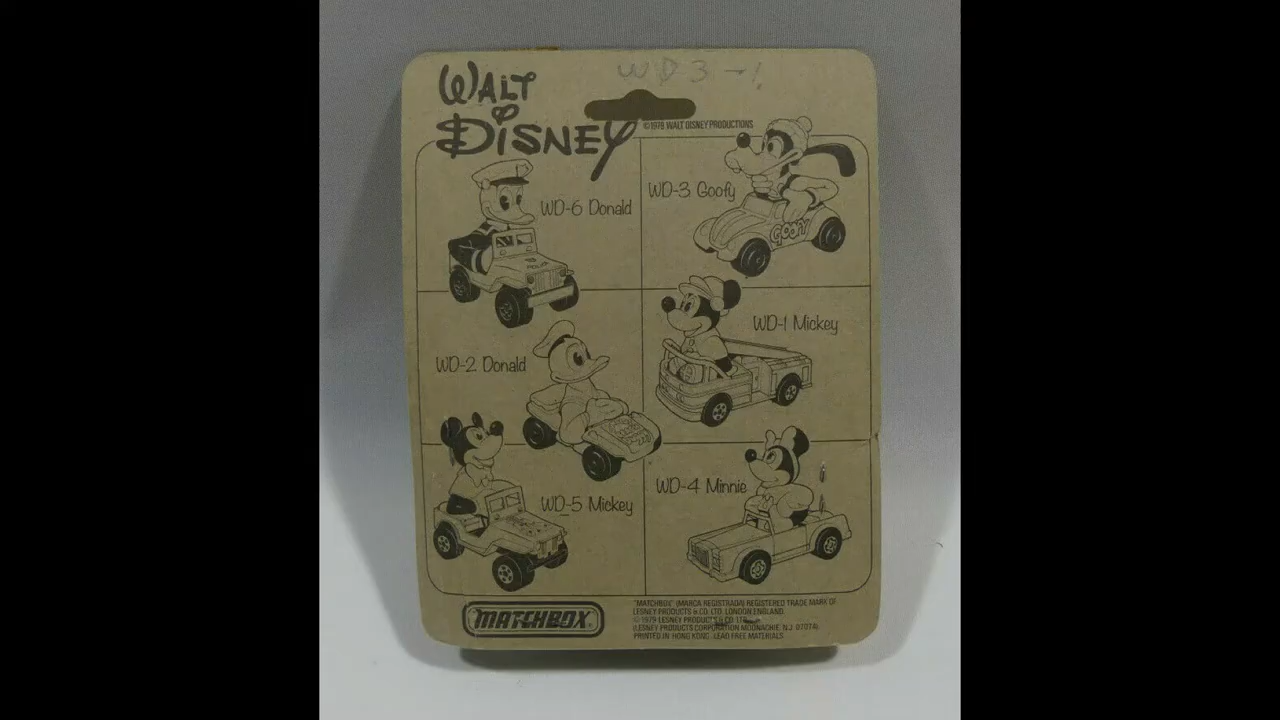 WD3-1
WALT
DISNEY
©1979 WALT DISNEY PRODUCTIONS
WD-6 Donald
WD-3 Goofy
GOOFY
WD-1 Mickey
WD-2 Donald
WD-5 Mickey
WD-4 Minnie
MATCHBOX
"MATCHBOX" (MARCA REGISTRADA) REGISTERED TRADE MARK OF
LESNEY PRODUCTS & CO. LTD. LONDON ENGLAND.
©1979 LESNEY PRODUCTS & CO. LTD.
(LESNEY PRODUCTS CORPORATION MOONACHIE. N.J. 07074)
PRINTED IN HONG KONG. LEAD FREE MATERIALS